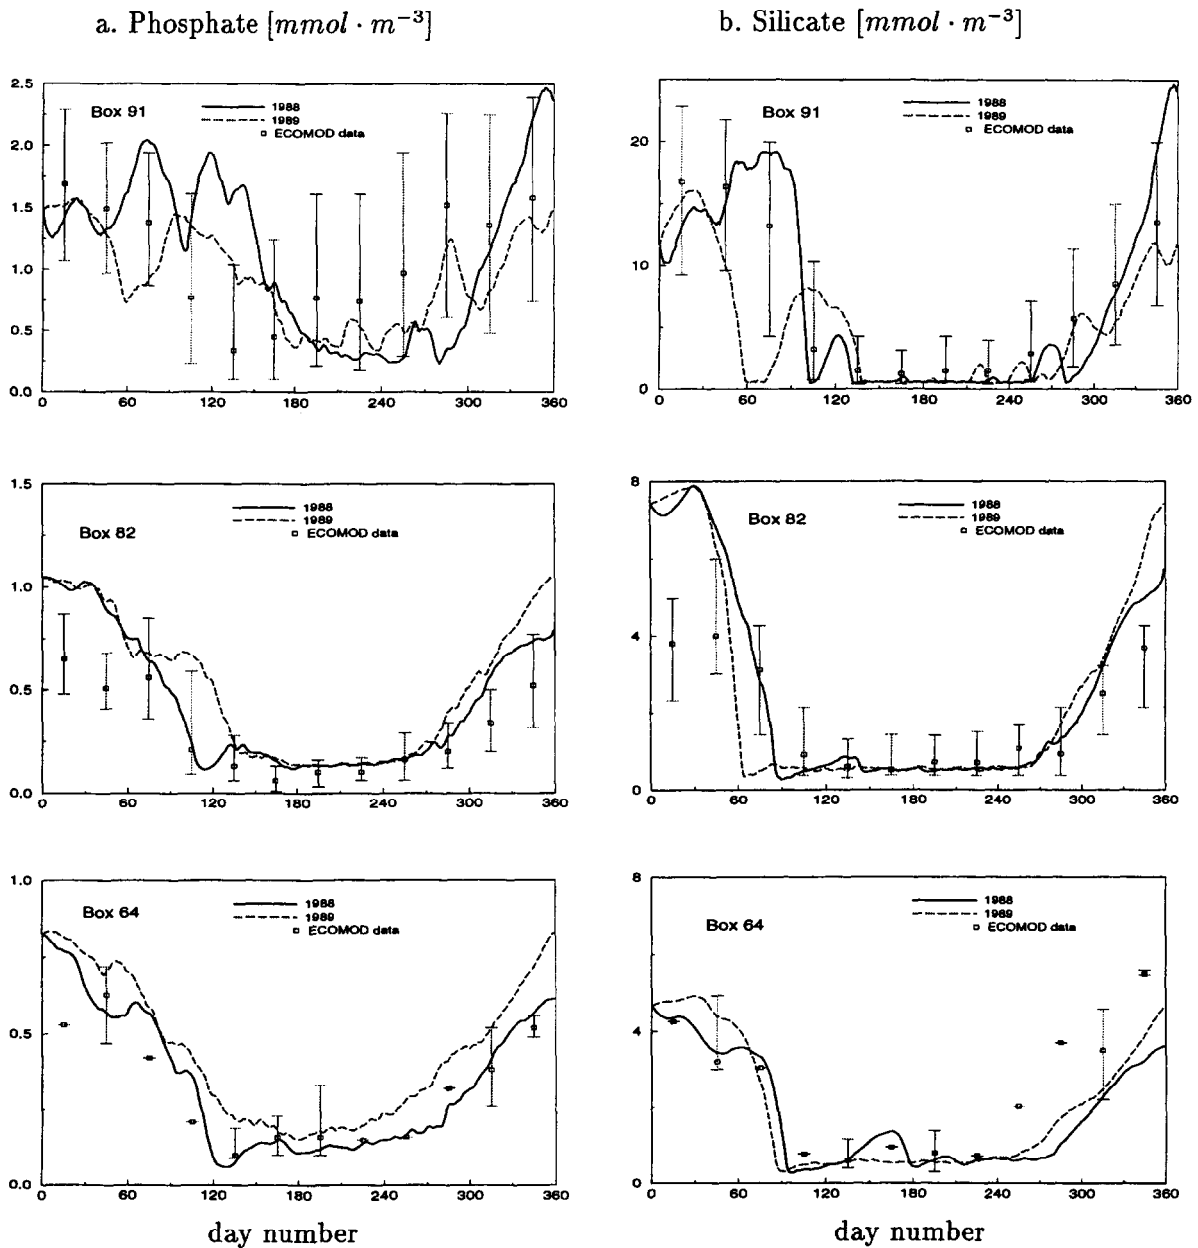 a. Phosphate [mmol · m⁻³]
b. Silicate [mmol · m⁻³]
2.5
2.0
1.5
1.0
0.5
0.0
Box 91
1988
1989
ECOMOD data
0 60 120 180 240 300 360
20
10
0
Box 91
1988
1989
ECOMOD data
0 60 120 180 240 300 360
1.5
1.0
0.5
0.0
Box 82
1988
1989
ECOMOD data
0 60 120 180 240 300 360
8
4
0
Box 82
1988
1989
ECOMOD data
0 60 120 180 240 300 360
1.0
0.5
0.0
Box 64
1988
1989
ECOMOD data
0 60 120 180 240 300 360
day number
8
4
0
Box 64
1988
1989
ECOMOD data
0 60 120 180 240 300 360
day number